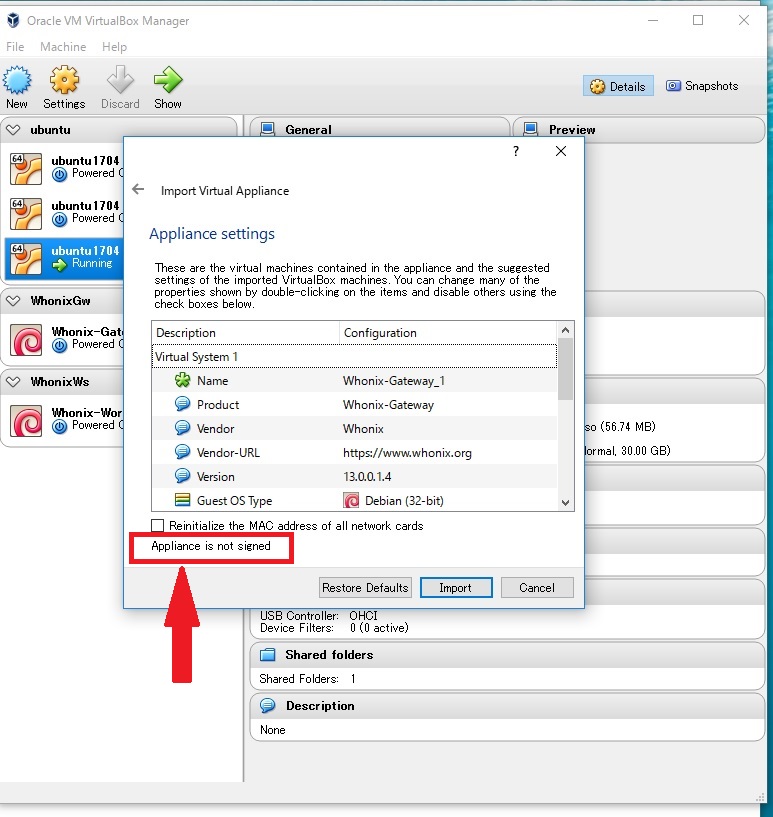 Oracle VM VirtualBox Manager
File Machine Help
New Settings Discard Show
Details Snapshots
ubuntu
ubuntu1704
Powered
ubuntu1704
Powered
ubuntu1704
Running
WhonixGw
Whonix-Gat
Powered
WhonixWs
Whonix-Wor
Powered
General
Preview
?
Import Virtual Appliance
Appliance settings
These are the virtual machines contained in the appliance and the suggested
settings of the imported VirtualBox machines. You can change many of the
properties shown by double-clicking on the items and disable others using the
check boxes below.
Description Configuration
Virtual System 1
Name Whonix-Gateway_1
Product Whonix-Gateway
Vendor Whonix
Vendor-URL https://www.whonix.org
Version 13.0.0.1.4
Guest OS Type Debian (32-bit)
Reinitialize the MAC address of all network cards
Appliance is not signed
Restore Defaults Import Cancel
so (56.74 MB)
ormal, 30.00 GB)
USB Controller: OHCI
Device Filters: 0 (0 active)
Shared folders
Shared Folders: 1
Description
None